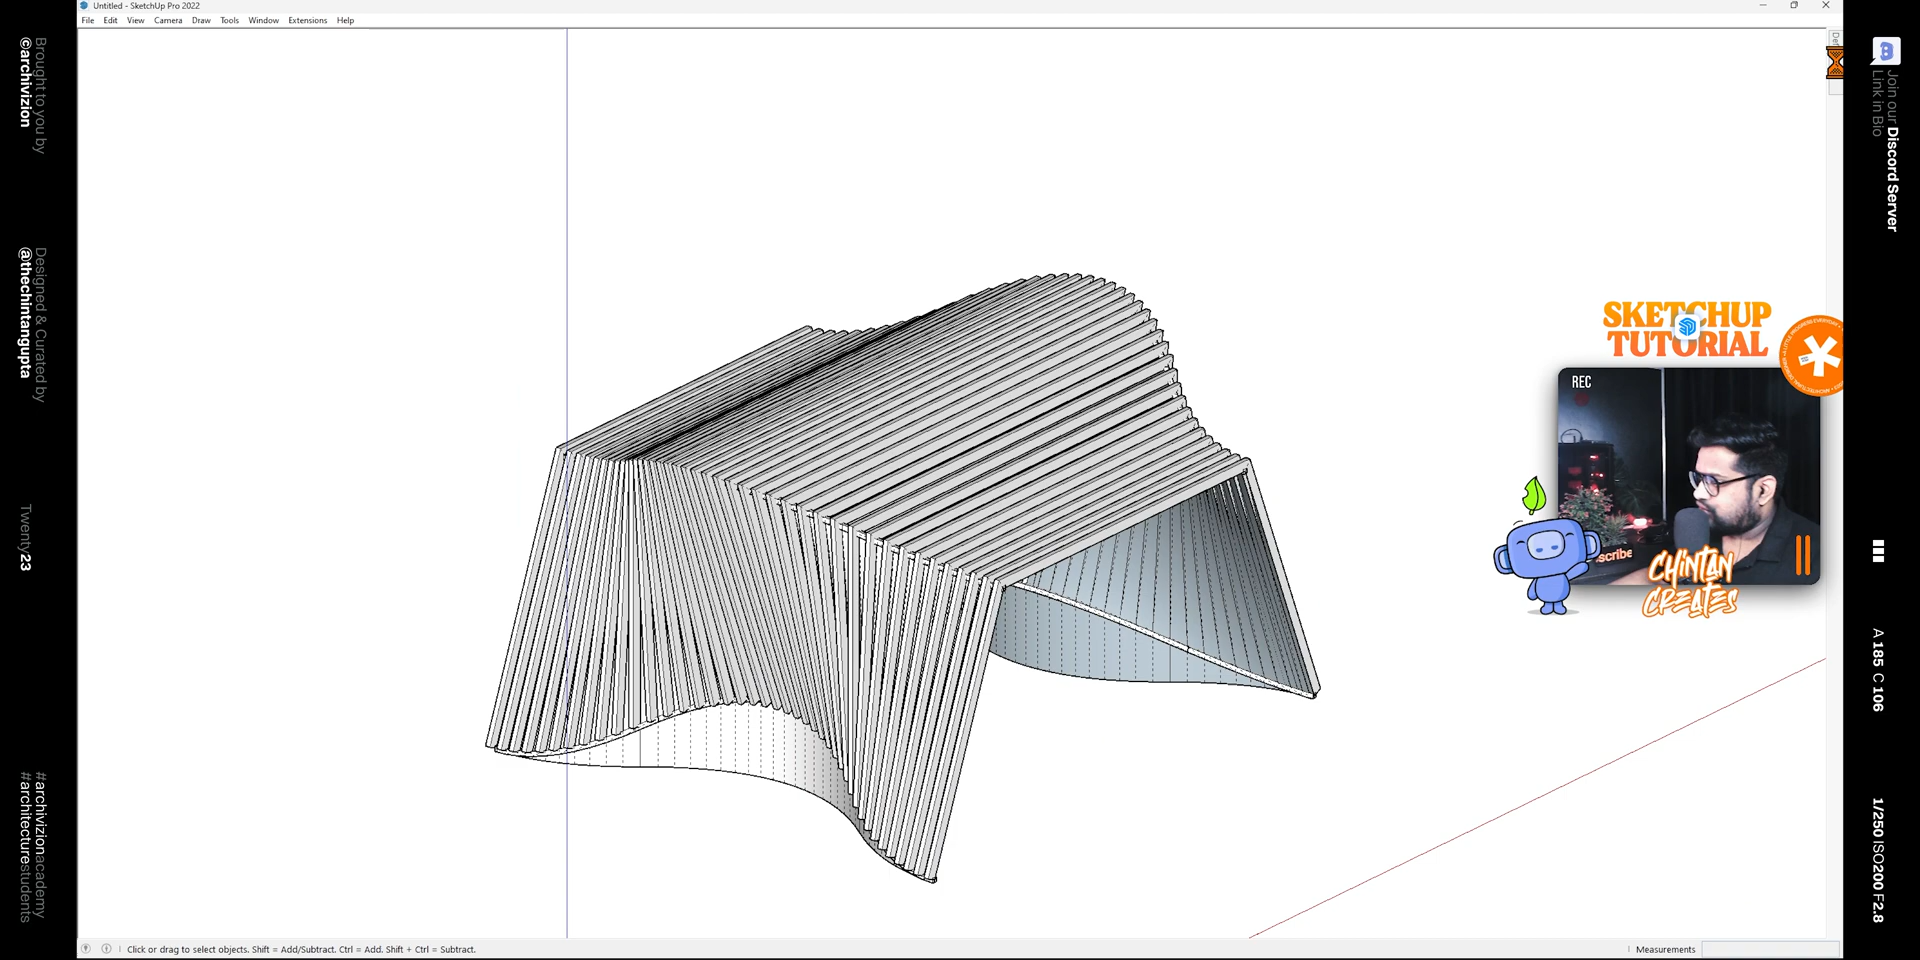 Untitled - SketchUp Pro 2022
File Edit View Camera Draw Tools Window Extensions Help
Brought to you by
©archivizion
Designed & Curated by
@thechintangupta
Twenty23
#archivizionacademy
#architecturestudents
Join our Discord Server
Link in Bio
SKETCHUP
TUTORIAL
REC
scribe
CHINTAN
CREATES
A 185 C 106
1/250 ISO200 F2.8
Click or drag to select objects. Shift = Add/Subtract. Ctrl = Add. Shift + Ctrl = Subtract.
Measurements